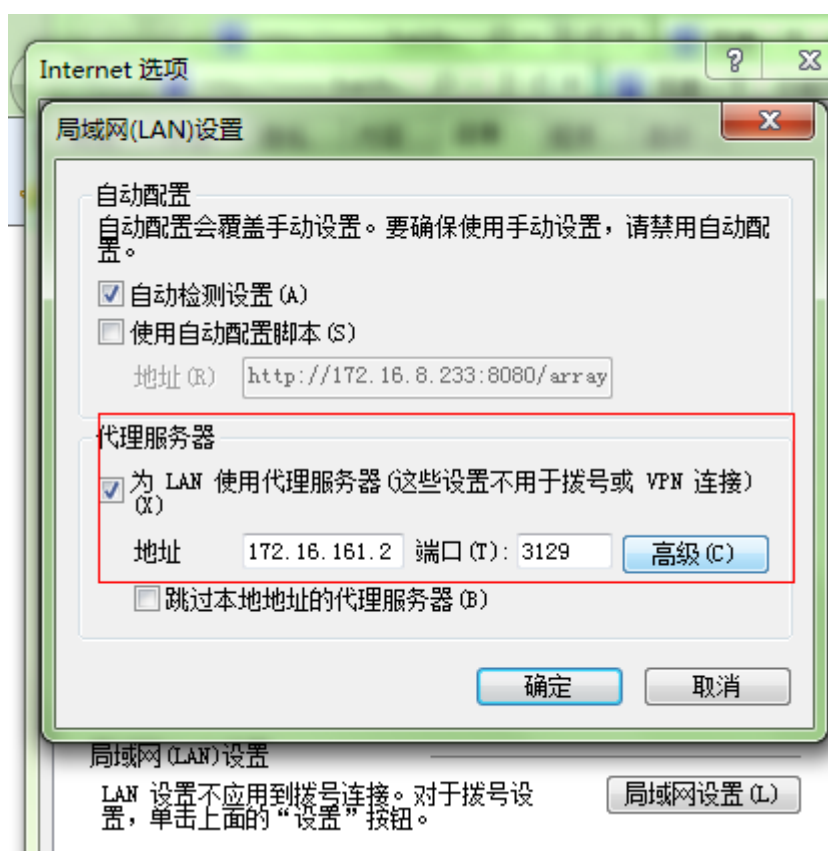 Internet 选项
局域网(LAN)设置
自动配置
自动配置会覆盖手动设置。要确保使用手动设置，请禁用自动配
置。
自动检测设置(A)
使用自动配置脚本(S)
地址(R) http://172.16.8.233:8080/array
代理服务器
为 LAN 使用代理服务器(这些设置不用于拨号或 VPN 连接)
(X)
地址 172.16.161.2 端口(T): 3129 高级(C)
跳过本地地址的代理服务器(B)
确定 取消
局域网(LAN)设置
LAN 设置不应用到拨号连接。对于拨号设 局域网设置(L)
置，单击上面的“设置”按钮。